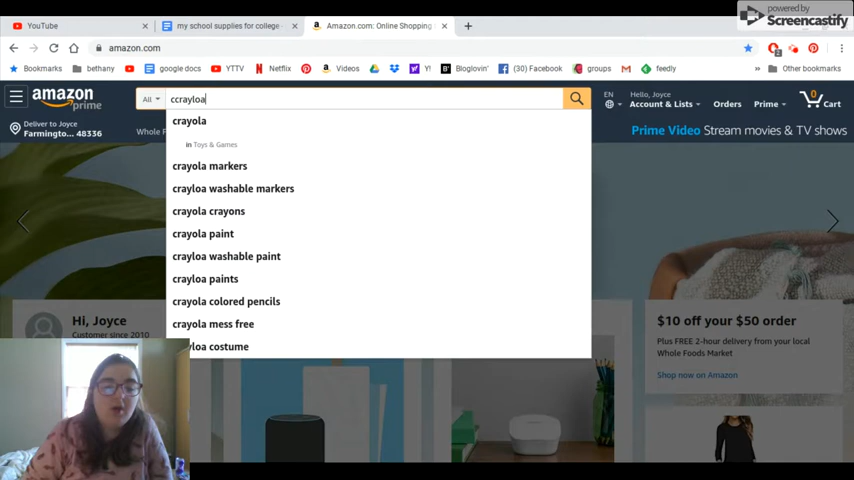 powered by
Screencastify
YouTube
my school supplies for college -
Amazon.com: Online Shopping
amazon.com
2
Bookmarks
bethany
google docs
YTTV
Netflix
Videos
Y!
Bloglovin'
(30) Facebook
groups
feedly
Other bookmarks
amazon
prime
All
ccrayloa
EN
Hello, Joyce
Account & Lists
Orders
Prime
0
Cart
Deliver to Joyce
Farmingto... 48336
Whole F
Prime Video Stream movies & TV shows
crayola
in Toys & Games
crayola markers
crayloa washable markers
crayola crayons
crayola paint
crayloa washable paint
crayloa paints
crayola colored pencils
crayola mess free
yloa costume
Hi, Joyce
Customer since 2010
$10 off your $50 order
Plus FREE 2-hour delivery from your local
Whole Foods Market
Shop now on Amazon